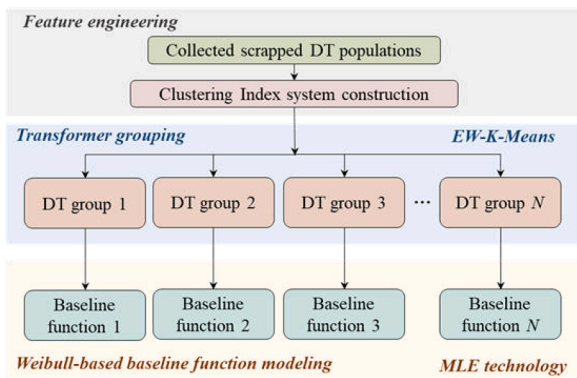 Feature engineering
Collected scrapped DT populations
Clustering Index system construction
Transformer grouping
EW-K-Means
DT group 1
DT group 2
DT group 3
...
DT group N
Baseline
function 1
Baseline
function 2
Baseline
function 3
Baseline
function N
Weibull-based baseline function modeling
MLE technology